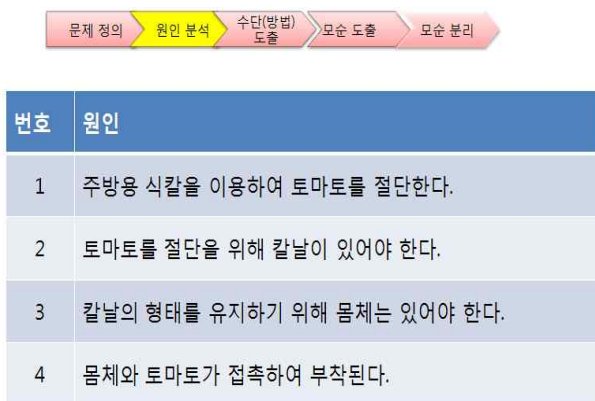 문제 정의
원인 분석
수단(방법)
도출
모순 도출
모순 분리
번호 원인
1 주방용 식칼을 이용하여 토마토를 절단한다.
2 토마토를 절단을 위해 칼날이 있어야 한다.
3 칼날의 형태를 유지하기 위해 몸체는 있어야 한다.
4 몸체와 토마토가 접촉하여 부착된다.